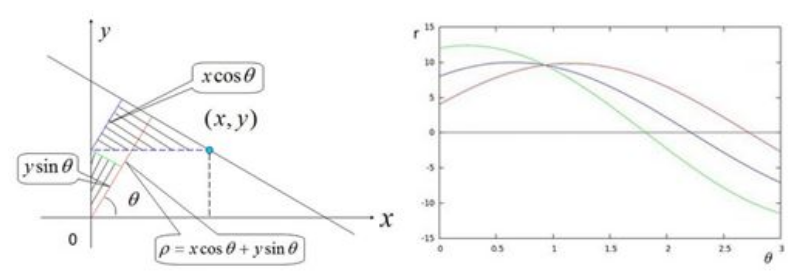 y
x cos θ
(x, y)
y sin θ
θ
x
0
ρ = x cos θ + y sin θ
r
15
10
5
0
-5
-10
-15
0
0.5
1
1.5
2
2.5
3
θ